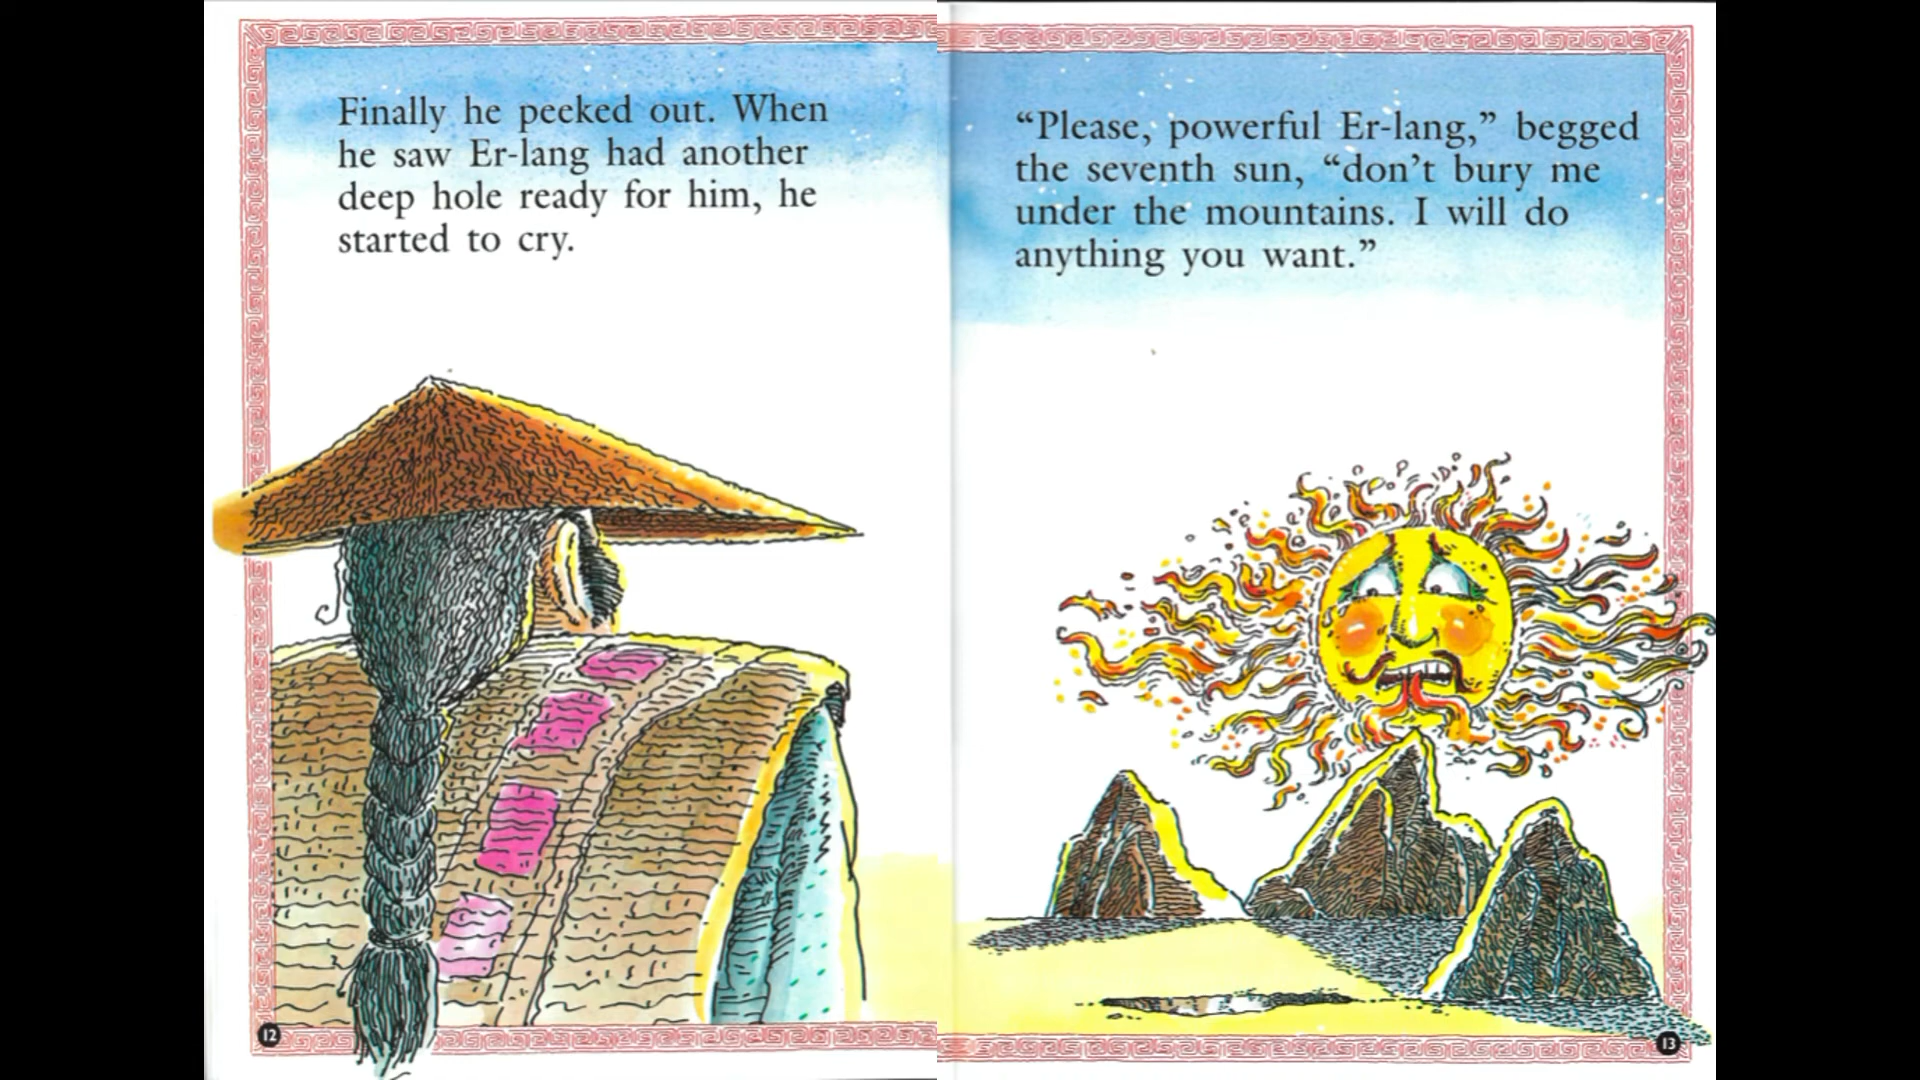 Finally he peeked out. When
he saw Er-lang had another
deep hole ready for him, he
started to cry.
12
“Please, powerful Er-lang,” begged
the seventh sun, “don’t bury me
under the mountains. I will do
anything you want.”
13